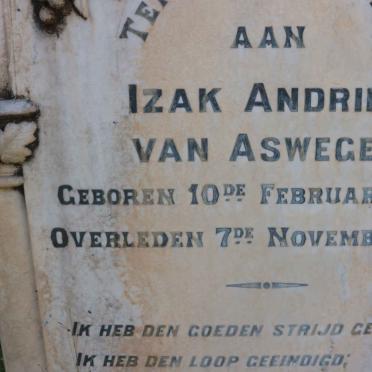 TER
AAN
IZAK ANDRI
VAN ASWEGE
GEBOREN 10DE FEBRUAR
OVERLEDEN 7DE NOVEMB
IK HEB DEN GOEDEN STRIJD GE
IK HEB DEN LOOP GEEINDIGD;